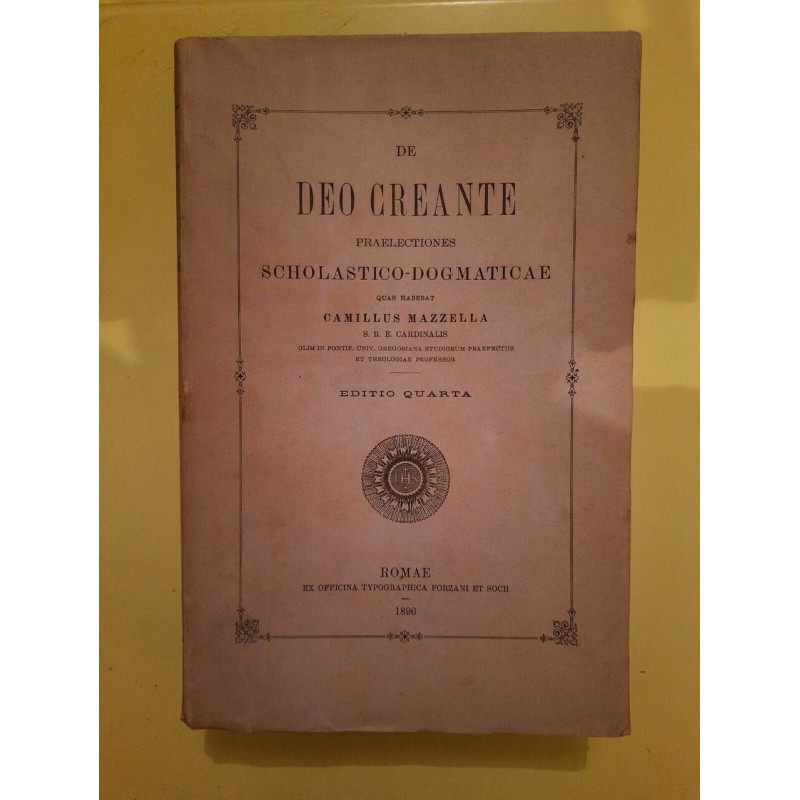 DE
DEO CREANTE
PRAELECTIONES
SCHOLASTICO-DOGMATICAE
QUAS HABEBAT
CAMILLUS MAZZELLA
S. R. E. CARDINALIS
OLIM IN PONTIF. UNIV. GREGORIANA STUDIORUM PRAEFECTUS
ET THEOLOGIAE PROFESSOR
EDITIO QUARTA
IHS
ROMAE
EX OFFICINA TYPOGRAPHICA FORZANI ET SOCII
1896